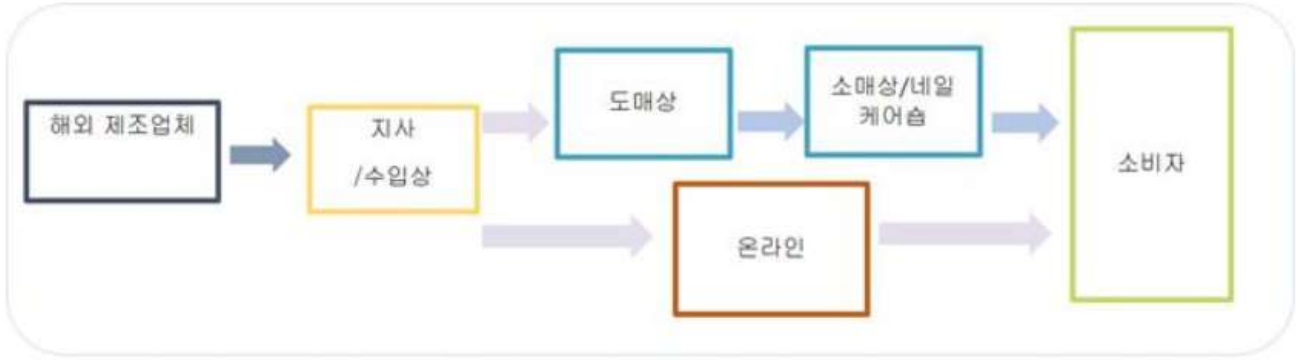 해외 제조업체
지사
/수입상
도매상
소매상/네일
케어숍
온라인
소비자